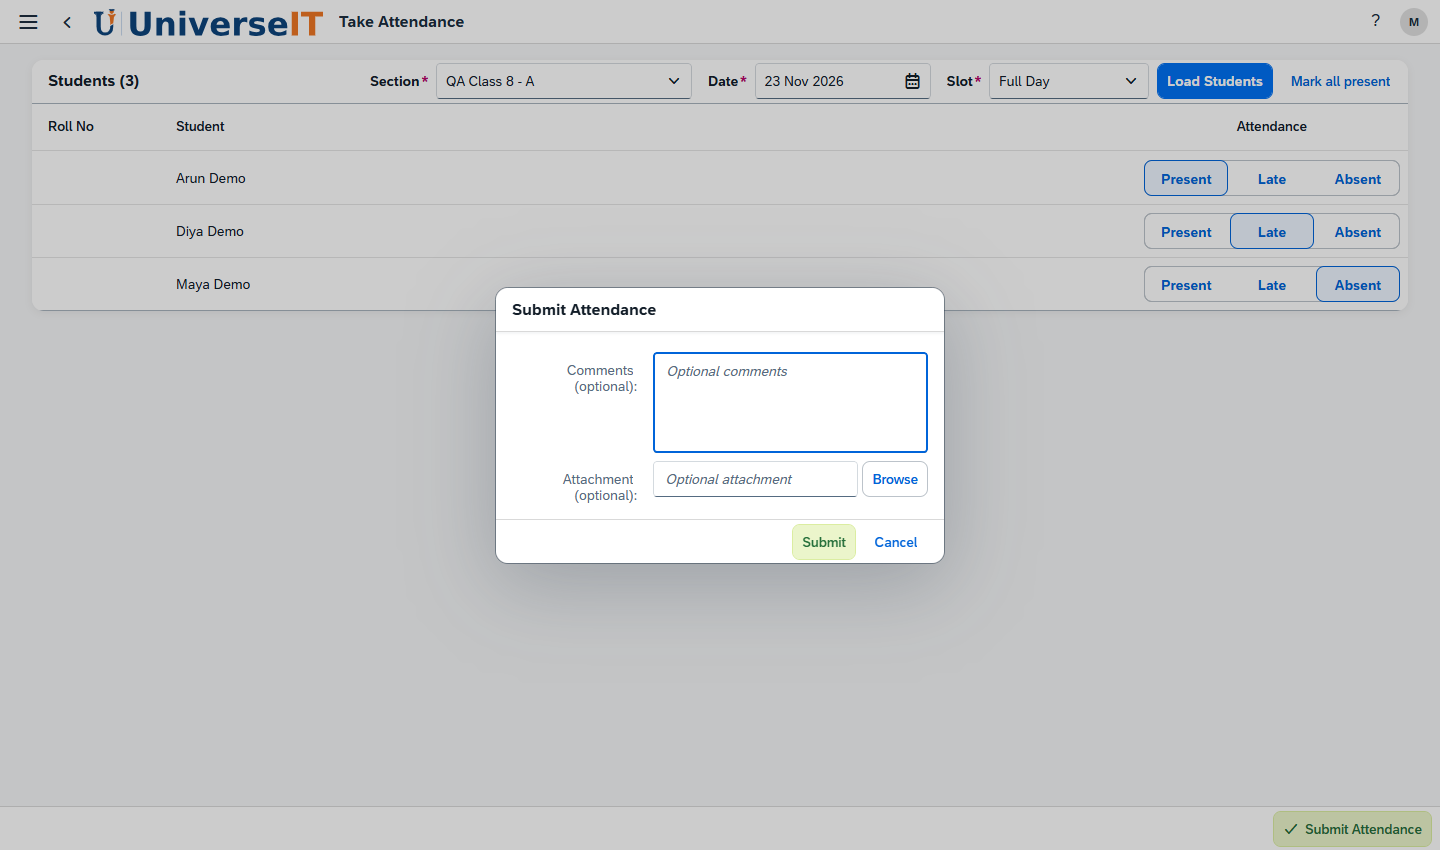 UniverseIT Take Attendance ? M
Students (3) Section* QA Class 8 - A Date* 23 Nov 2026 Slot* Full Day Load Students Mark all present
Roll No Student Attendance
Arun Demo Present Late Absent
Diya Demo Present Late Absent
Maya Demo Present Late Absent
Submit Attendance
Comments (optional): Optional comments
Attachment (optional): Optional attachment Browse
Submit Cancel
Submit Attendance